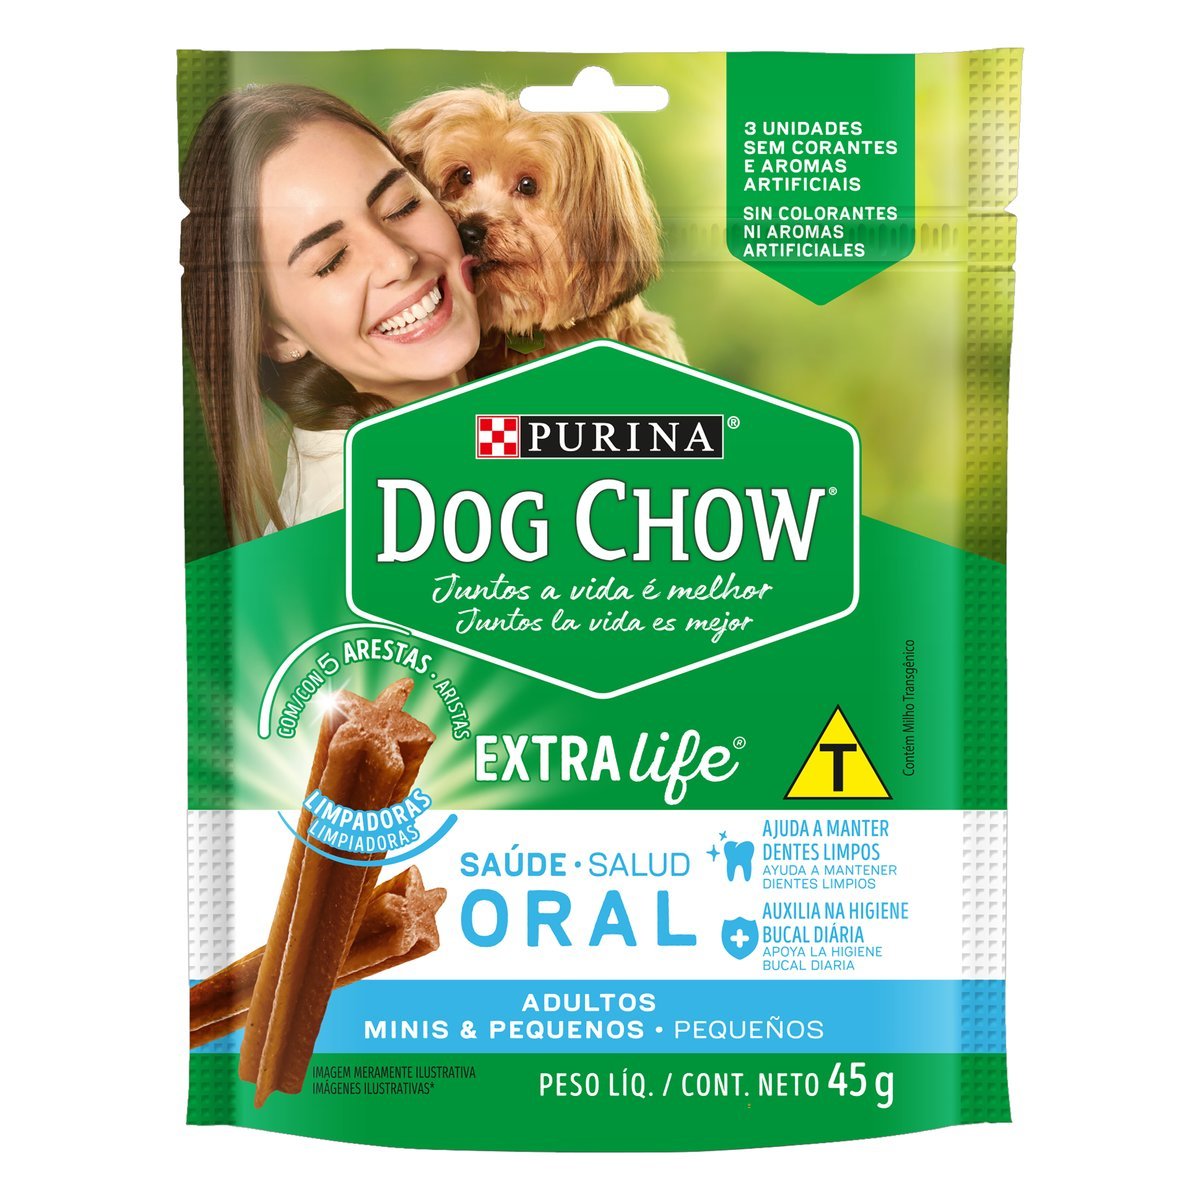 3 UNIDADES
SEM CORANTES
E AROMAS
ARTIFICIAIS
SIN COLORANTES
NI AROMAS
ARTIFICIALES
PURINA®
DOG CHOW®
Juntos a vida é melhor
Juntos la vida es mejor
COM/CON 5 ARESTAS • ARISTAS
LIMPADORAS
LIMPIADORAS
EXTRA life®
T
Contém Milho Transgênico
SAÚDE • SALUD
ORAL
AJUDA A MANTER
DENTES LIMPOS
AYUDA A MANTENER
DIENTES LIMPIOS
AUXILIA NA HIGIENE
BUCAL DIÁRIA
APOYA LA HIGIENE
BUCAL DIARIA
ADULTOS
MINIS & PEQUENOS • PEQUEÑOS
IMAGEM MERAMENTE ILUSTRATIVA
IMÁGENES ILUSTRATIVAS*
PESO LÍQ. / CONT. NETO 45 g